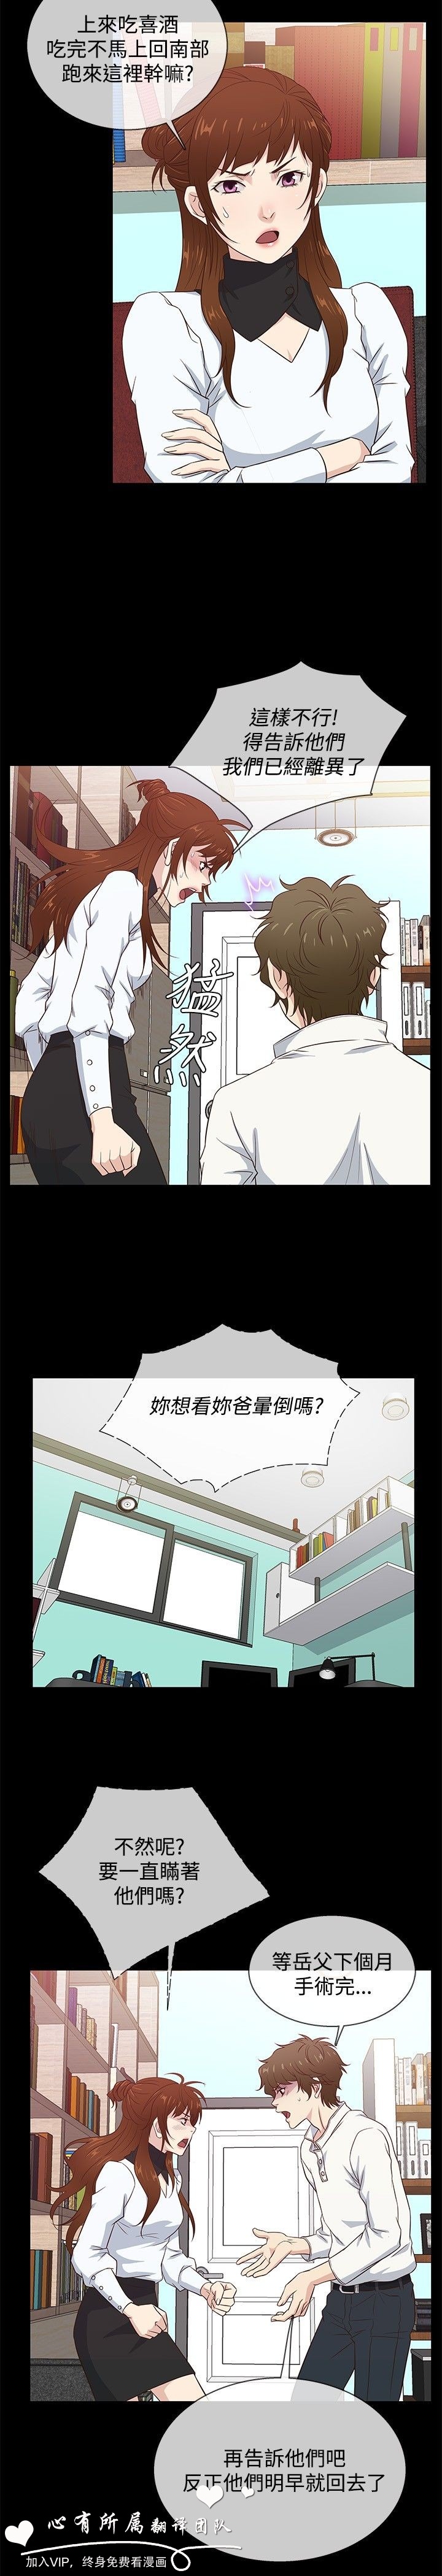 上來吃喜酒
吃完不馬上回南部
跑來這裡幹嘛?
這樣不行!
得告訴他們
我們已經離異了
猛然
妳想看妳爸暈倒嗎?
不然呢?
要一直瞞著
他們嗎?
等岳父下個月
手術完...
再告訴他們吧
反正他們明早就回去了
心有所属翻译团队
加入VIP，终身免费看漫画